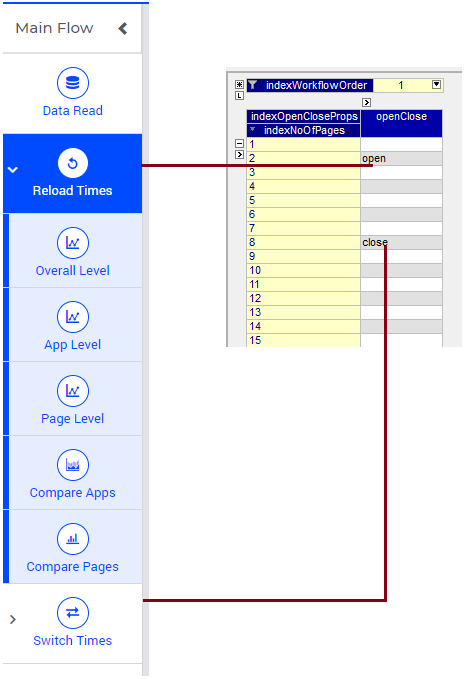 Main Flow
Data Read
Reload Times
Overall Level
App Level
Page Level
Compare Apps
Compare Pages
Switch Times
indexWorkflowOrder 1
indexOpenCloseProps openClose
indexNoOfPages
1
2 open
3
4
5
6
7
8 close
9
10
11
12
13
14
15